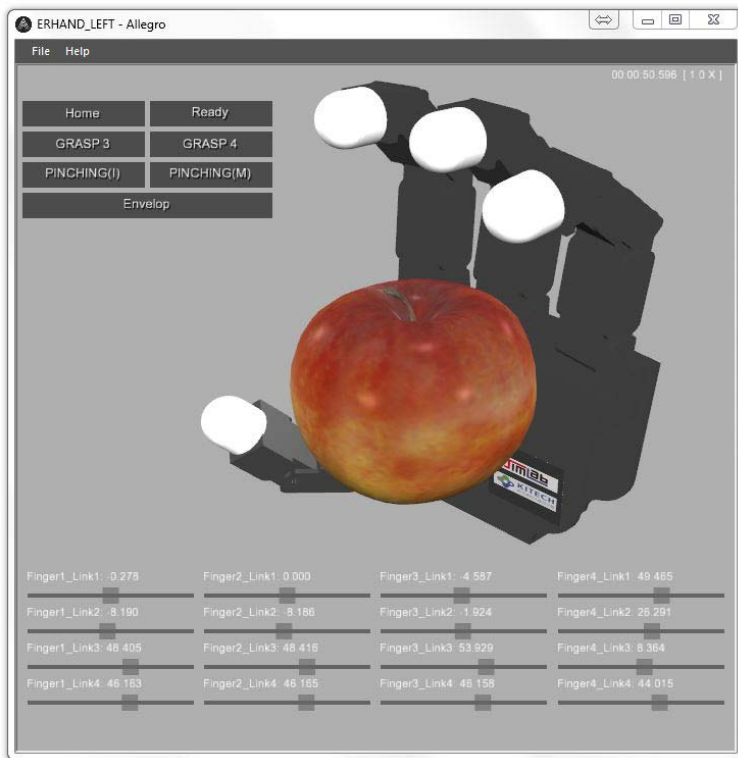 ERHAND_LEFT - Allegro
File Help
00:00:50.596 [ 1.0 X ]
Home Ready
GRASP 3 GRASP 4
PINCHING(I) PINCHING(M)
Envelop
KITECH
Finger1_Link1: -0.278 Finger2_Link1: 0.000 Finger3_Link1: -4.587 Finger4_Link1: 49.465
Finger1_Link2: -8.190 Finger2_Link2: -8.186 Finger3_Link2: -1.924 Finger4_Link2: 26.291
Finger1_Link3: 48.405 Finger2_Link3: 48.416 Finger3_Link3: 53.929 Finger4_Link3: 8.364
Finger1_Link4: 46.163 Finger2_Link4: 46.165 Finger3_Link4: 46.158 Finger4_Link4: 44.015